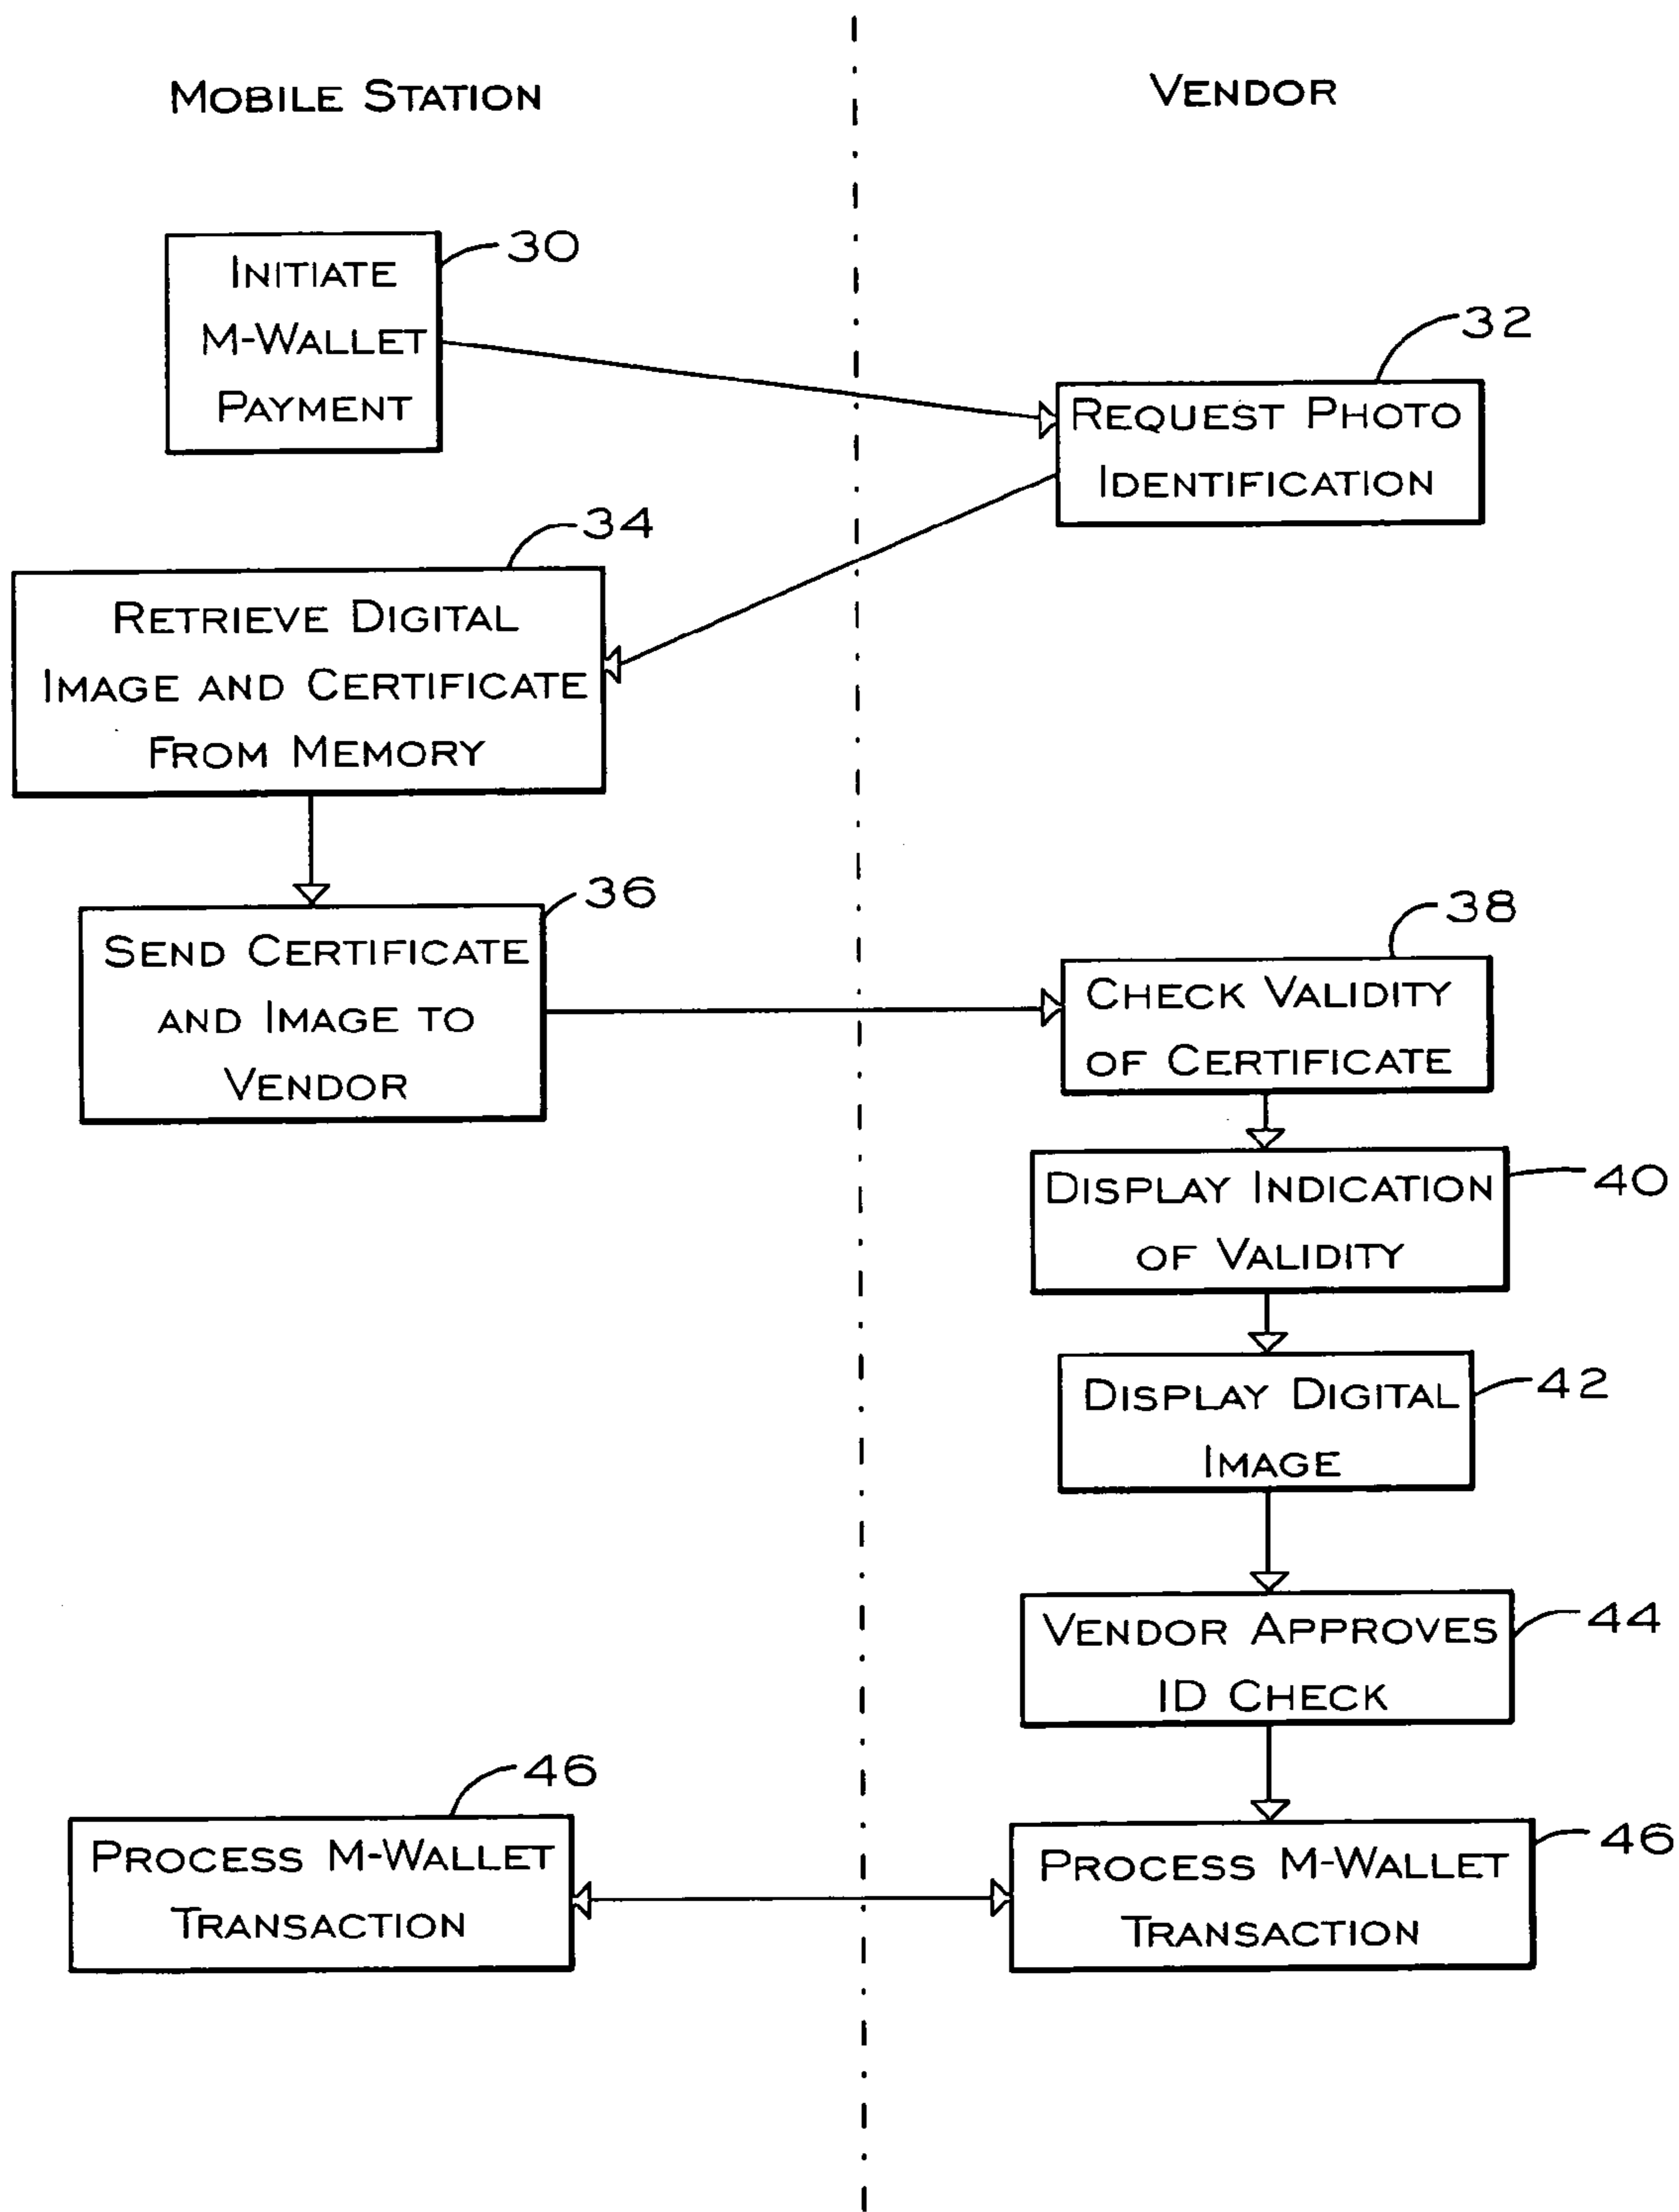 MOBILE STATION
VENDOR
30
INITIATE
M-WALLET
PAYMENT
32
REQUEST PHOTO
IDENTIFICATION
34
RETRIEVE DIGITAL
IMAGE AND CERTIFICATE
FROM MEMORY
36
SEND CERTIFICATE
AND IMAGE TO
VENDOR
38
CHECK VALIDITY
OF CERTIFICATE
40
DISPLAY INDICATION
OF VALIDITY
42
DISPLAY DIGITAL
IMAGE
44
VENDOR APPROVES
ID CHECK
46
PROCESS M-WALLET
TRANSACTION
46
PROCESS M-WALLET
TRANSACTION